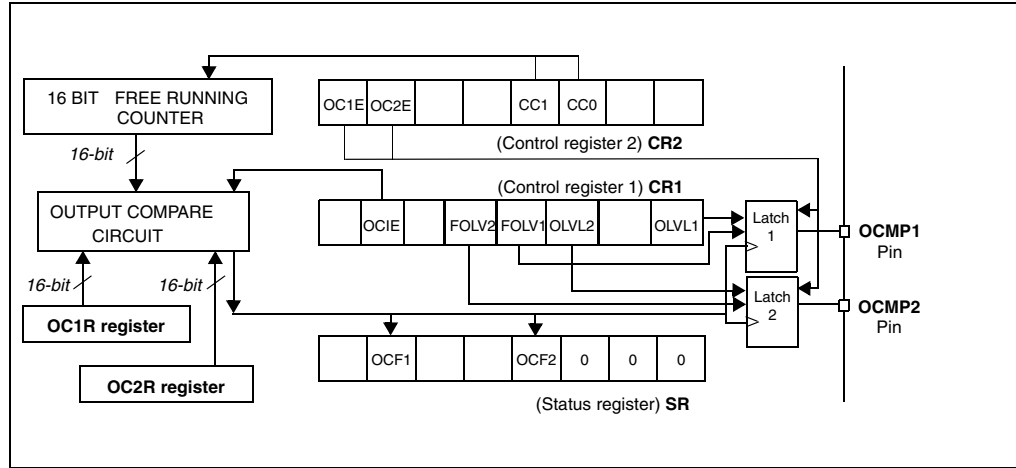 16 BIT FREE RUNNING
COUNTER
OC1E OC2E CC1 CC0
(Control register 2) CR2
16-bit
(Control register 1) CR1
OUTPUT COMPARE
CIRCUIT
OCIE FOLV2 FOLV1 OLVL2 OLVL1
Latch
1
OCMP1
Pin
16-bit 16-bit
OC1R register
Latch
2
OCMP2
Pin
OCF1 OCF2 0 0 0
OC2R register
(Status register) SR